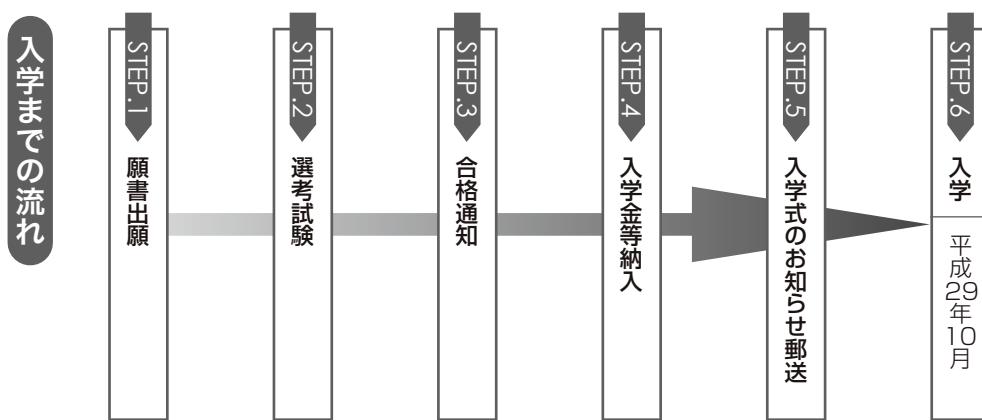 入学までの流れ
STEP.1
願書出願
STEP.2
選考試験
STEP.3
合格通知
STEP.4
入学金等納入
STEP.5
入学式のお知らせ郵送
STEP.6
入学
平成29年10月